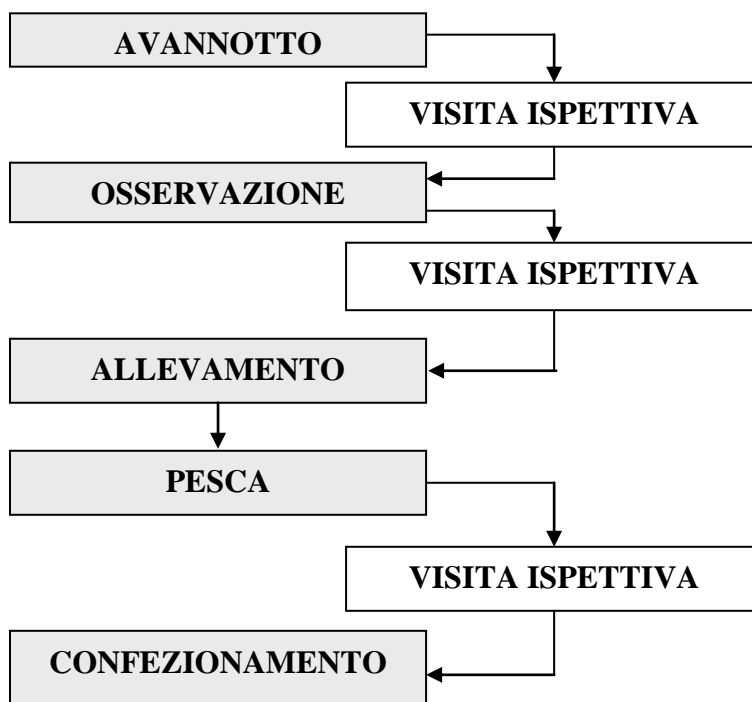 AVANNOTTO
VISITA ISPETTIVA
OSSERVAZIONE
VISITA ISPETTIVA
ALLEVAMENTO
PESCA
VISITA ISPETTIVA
CONFEZIONAMENTO